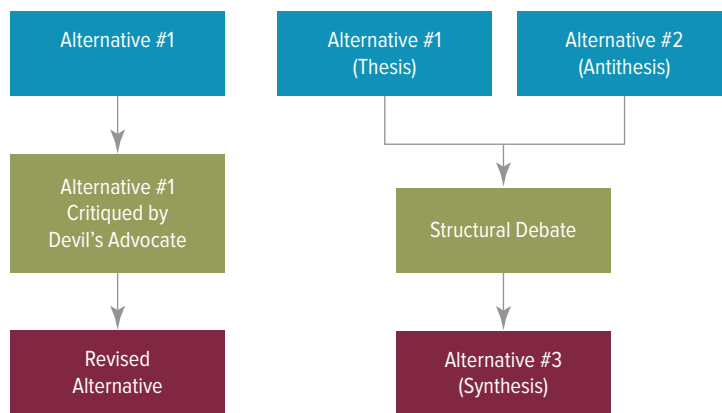 Alternative #1
Alternative #1
(Thesis)
Alternative #2
(Antithesis)
Alternative #1
Critiqued by
Devil’s Advocate
Structural Debate
Revised
Alternative
Alternative #3
(Synthesis)